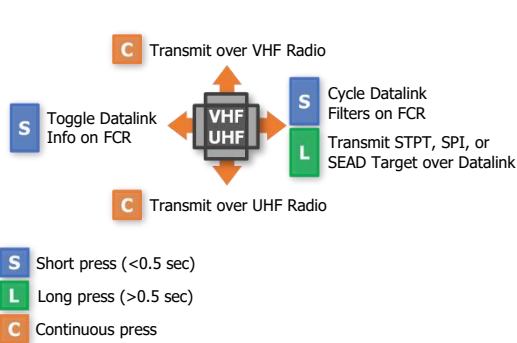 C Transmit over VHF Radio
S Toggle Datalink
Info on FCR
VHF
UHF
S Cycle Datalink
Filters on FCR
L Transmit STPT, SPI, or
SEAD Target over Datalink
C Transmit over UHF Radio
S Short press (<0.5 sec)
L Long press (>0.5 sec)
C Continuous press